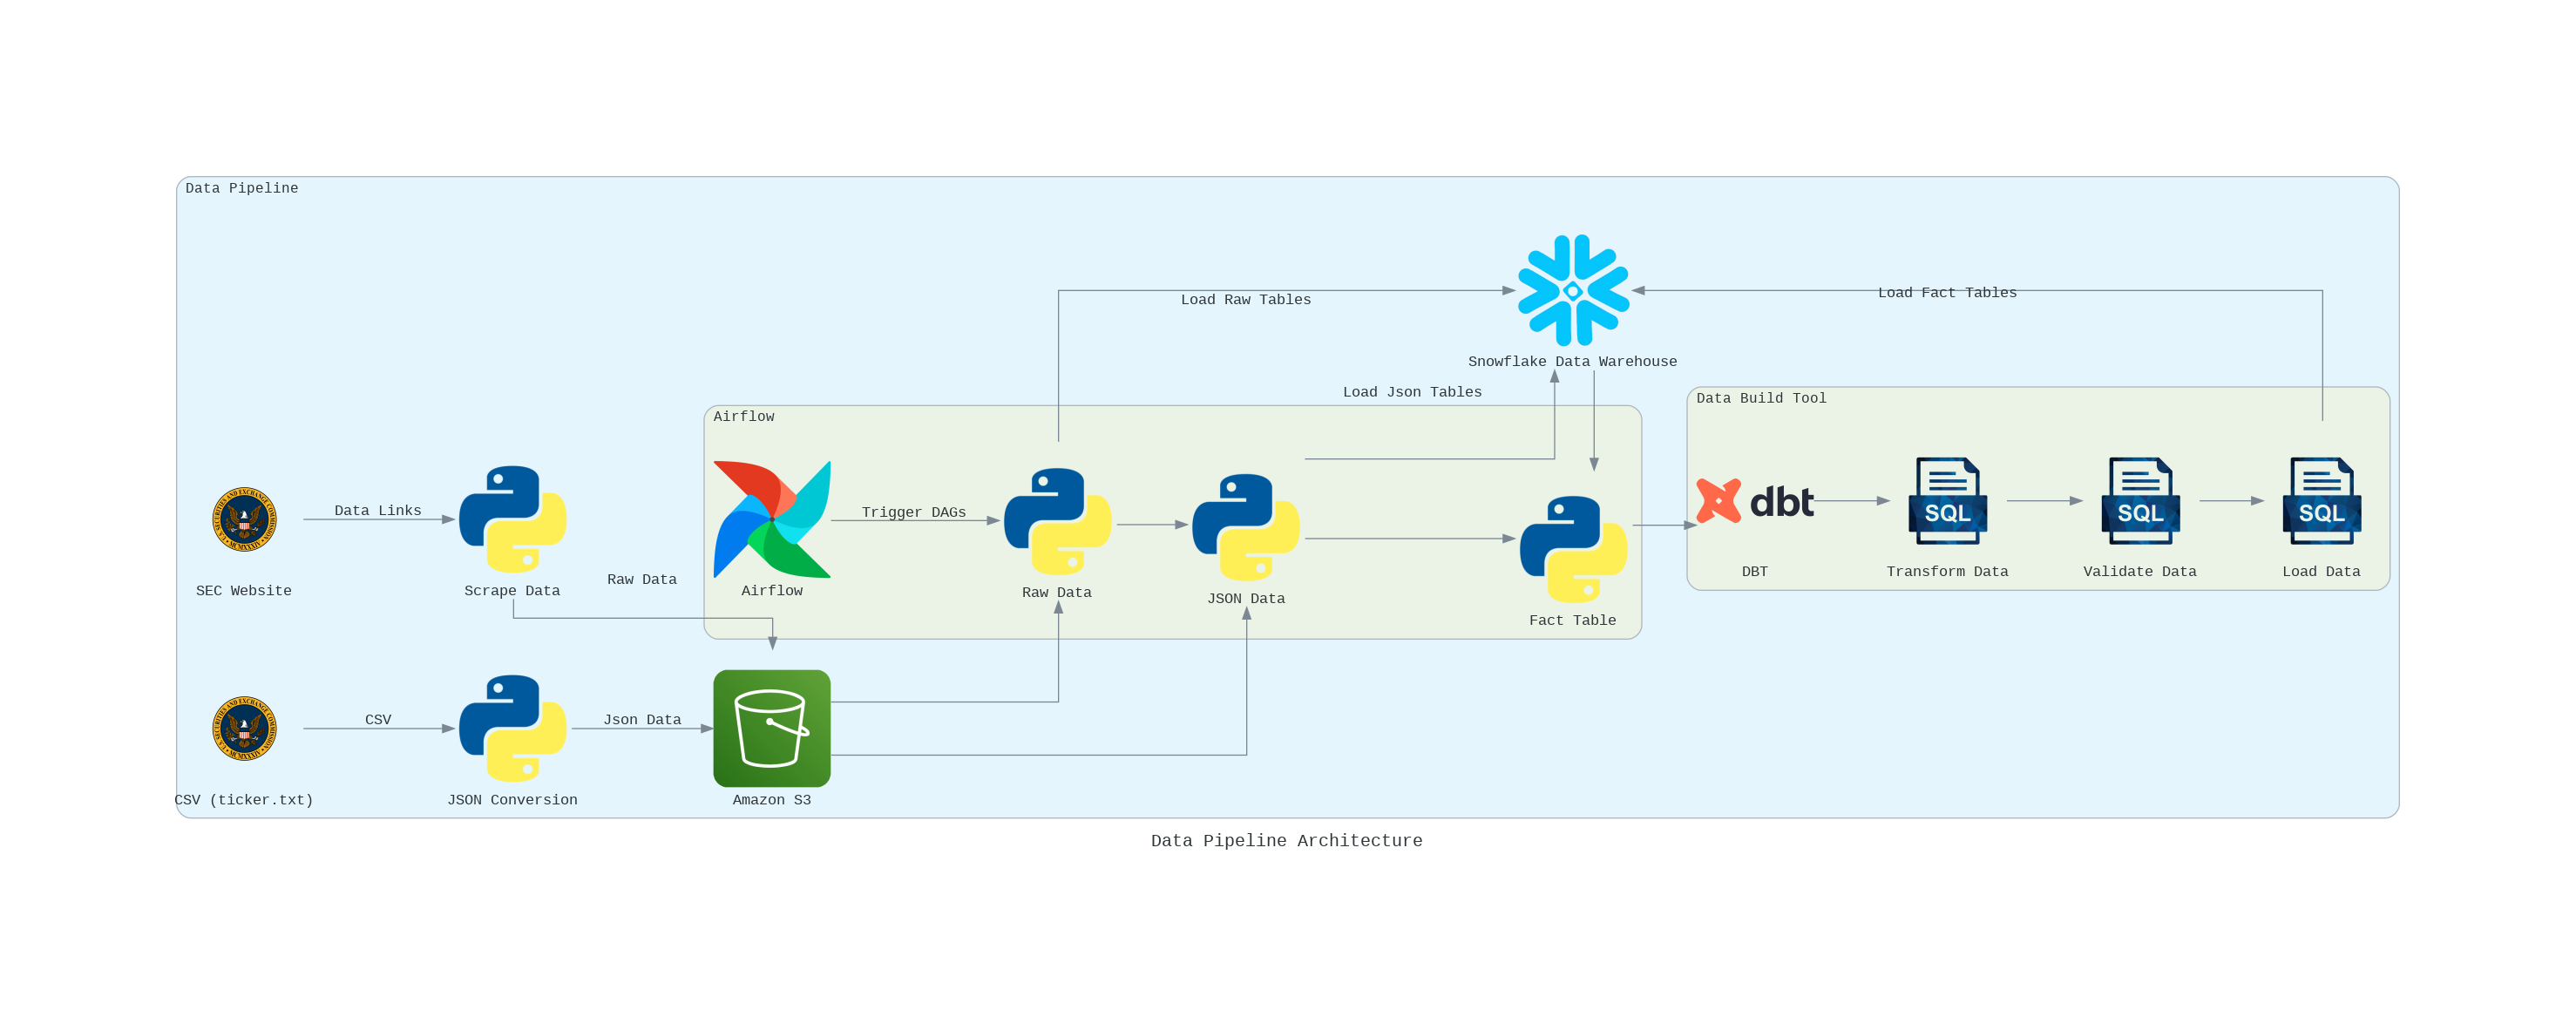 Data Pipeline
Load Raw Tables
Load Fact Tables
Snowflake Data Warehouse
Load Json Tables
Data Build Tool
Airflow
dbt
SQL
SQL
SQL
Data Links
Trigger DAGs
DBT
Transform Data
Validate Data
Load Data
Raw Data
SEC Website
Scrape Data
Airflow
Raw Data
JSON Data
Fact Table
CSV
Json Data
CSV (ticker.txt)
JSON Conversion
Amazon S3
Data Pipeline Architecture